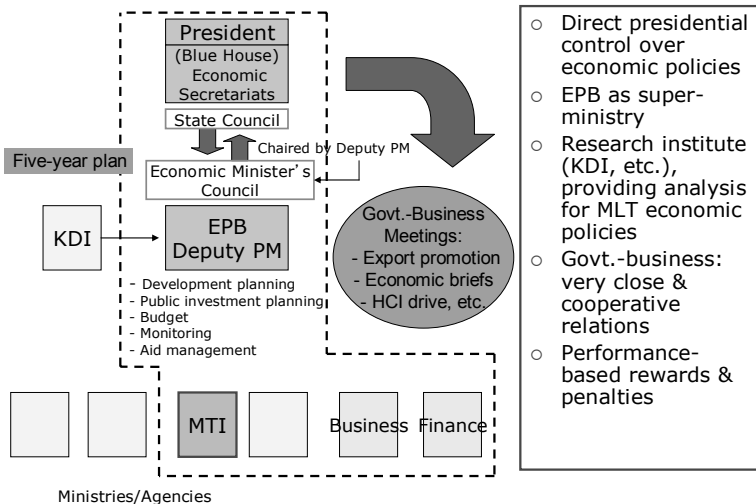 President
(Blue House)
Economic
Secretariats
State Council
Chaired by Deputy PM
Five-year plan
Economic Minister's
Council
KDI
EPB
Deputy PM
- Development planning
- Public investment planning
- Budget
- Monitoring
- Aid management
Govt.-Business
Meetings:
- Export promotion
- Economic briefs
- HCI drive, etc.
MTI
Business
Finance
Ministries/Agencies
○ Direct presidential
control over
economic policies
○ EPB as super-
ministry
○ Research institute
(KDI, etc.),
providing analysis
for MLT economic
policies
○ Govt.-business:
very close &
cooperative
relations
○ Performance-
based rewards &
penalties